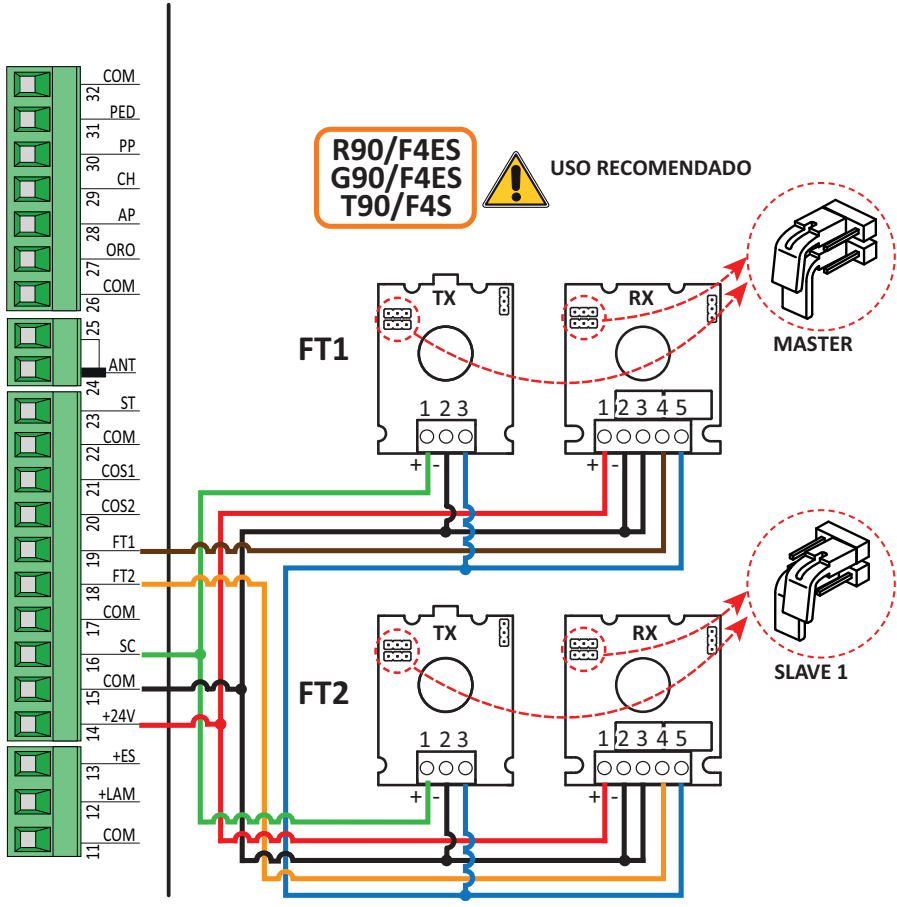 COM
32
PED
31
PP
30
CH
29
AP
28
ORO
27
COM
26
25
ANT
24
ST
23
COM
22
COS1
21
COS2
20
FT1
19
FT2
18
COM
17
SC
16
COM
15
+24V
14
+ES
13
+LAM
12
COM
11
R90/F4ES
G90/F4ES
T90/F4S
USO RECOMENDADO
MASTER
FT1
TX
1 2 3
+ -
RX
1 2 3 4 5
+ -
SLAVE 1
FT2
TX
1 2 3
+ -
RX
1 2 3 4 5
+ -